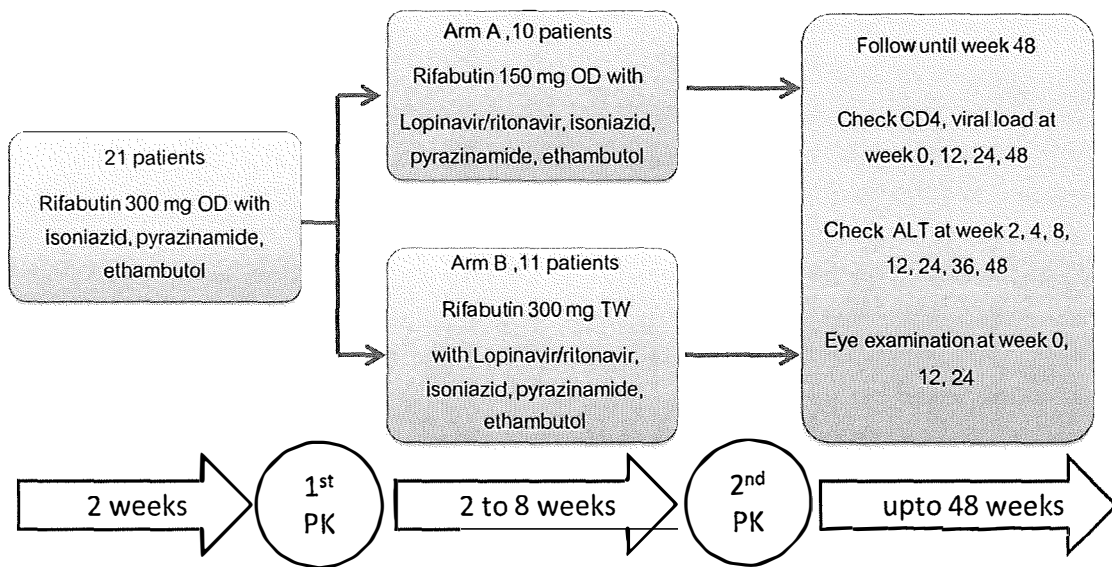 21 patients
Rifabutin 300 mg OD with
isoniazid, pyrazinamide,
ethambutol
Arm A ,10 patients
Rifabutin 150 mg OD with
Lopinavir/ritonavir, isoniazid,
pyrazinamide, ethambutol
Arm B ,11 patients
Rifabutin 300 mg TW
with Lopinavir/ritonavir,
isoniazid, pyrazinamide,
ethambutol
Follow until week 48
Check CD4, viral load at
week 0, 12, 24, 48
Check ALT at week 2, 4, 8,
12, 24, 36, 48
Eye examination at week 0,
12, 24
2 weeks
1st
PK
2 to 8 weeks
2nd
PK
upto 48 weeks